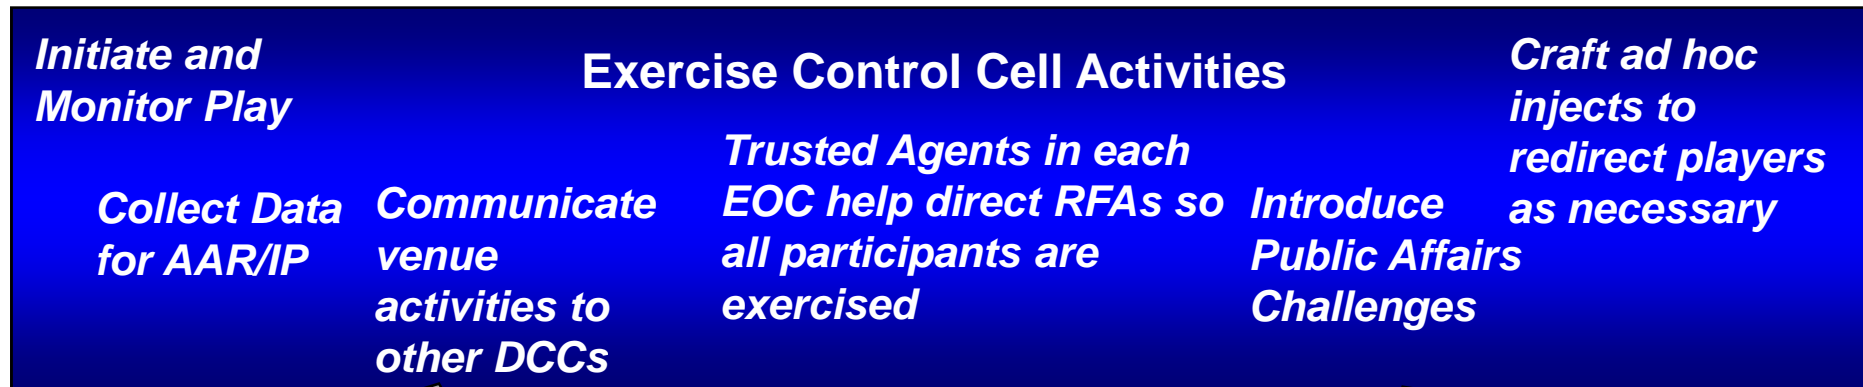 Initiate and
Monitor Play
Exercise Control Cell Activities
Craft ad hoc
injects to
redirect players
as necessary
Collect Data
for AAR/IP
Communicate
venue
activities to
other DCCs
Trusted Agents in each
EOC help direct RFAs so
all participants are
exercised
Introduce
Public Affairs
Challenges